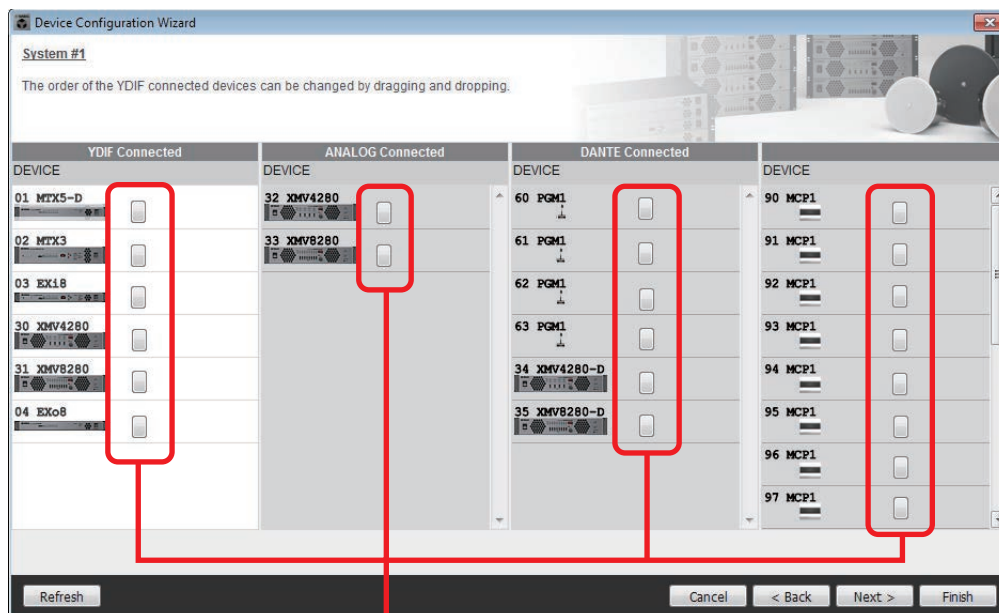 Device Configuration Wizard
System #1
The order of the YDIF connected devices can be changed by dragging and dropping.
YDIF Connected
DEVICE
01 MTX5-D
02 MTX3
03 EXi8
30 XMV4280
31 XMV8280
04 EXo8
ANALOG Connected
DEVICE
32 XMV4280
33 XMV8280
DANTE Connected
DEVICE
60 PGM1
61 PGM1
62 PGM1
63 PGM1
34 XMV4280-D
35 XMV8280-D
DEVICE
90 MCP1
91 MCP1
92 MCP1
93 MCP1
94 MCP1
95 MCP1
96 MCP1
97 MCP1
Refresh
Cancel
< Back
Next >
Finish